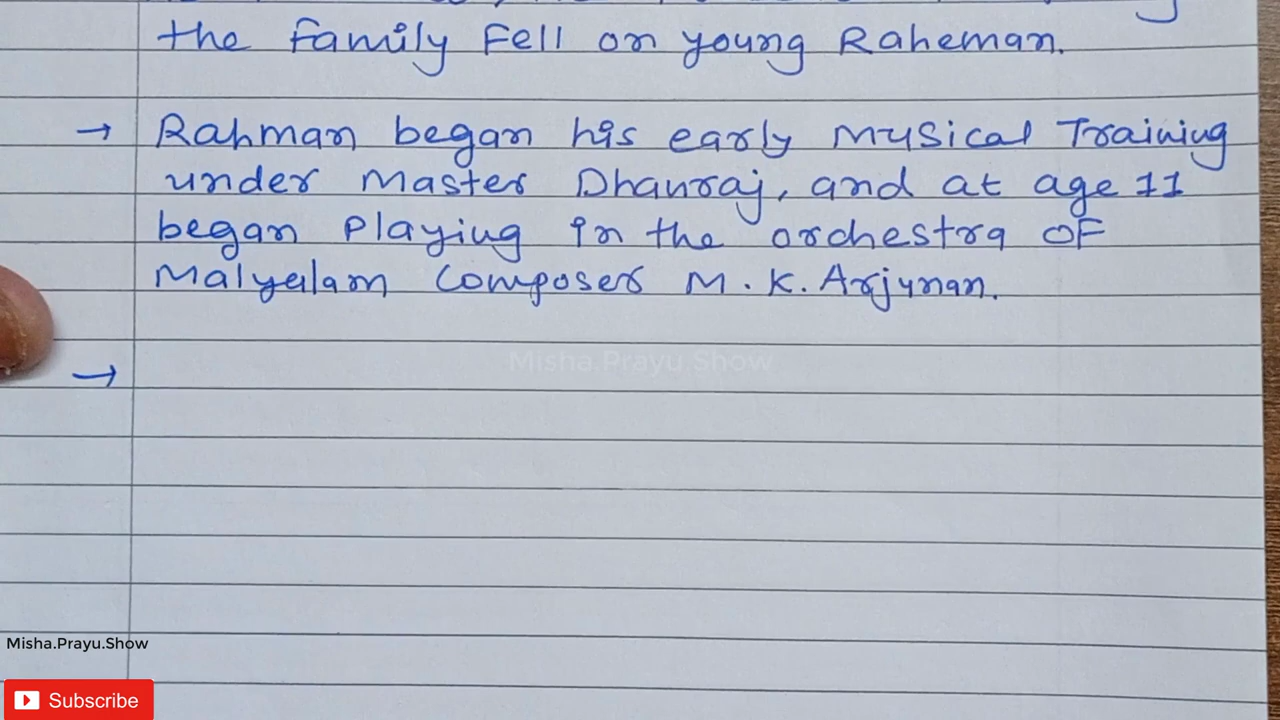 the family Fell on young Raheman.
→ Rahman began his early musical Training
under Master Dhanraj, and at age 11
began Playing in the orchestra OF
Malyalam Composer M.K. Arjunan.
Misha.Prayu.Show
→
Misha.Prayu.Show
Subscribe